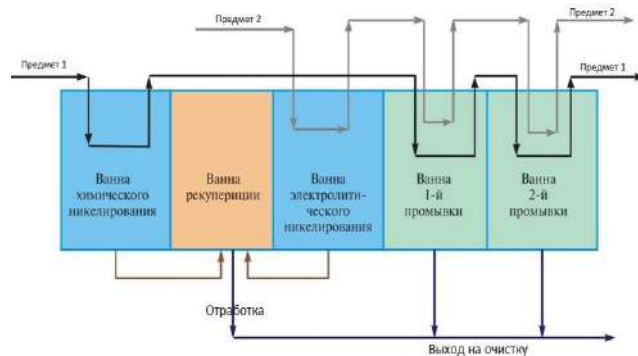 Предмет 2
Предмет 2
Предмет 1
Предмет 1
Ванна
химического
никелирования
Ванна
рекупериции
Ванна
электролити-
ческого
никелирования
Ванна
1-й
промывки
Ванна
2-й
промывки
Отработка
Выход на очистку